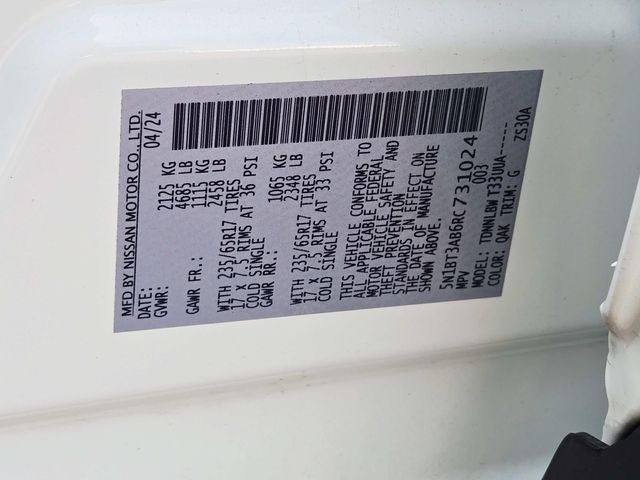 MFD BY NISSAN MOTOR CO., LTD.
DATE: 04/24
GVWR: 2125 KG
4685 LB
GAWR FR.: 1115 KG
2458 LB
WITH 235/65R17 TIRES
17 x 7.5 RIMS AT 36 PSI
COLD SINGLE
GAWR RR.: 1065 KG
2348 LB
WITH 235/65R17 TIRES
17 X 7.5 RIMS AT 33 PSI
COLD SINGLE
THIS VEHICLE CONFORMS TO
ALL APPLICABLE FEDERAL
MOTOR VEHICLE SAFETY AND
THEFT PREVENTION
STANDARDS IN EFFECT ON
THE DATE OF MANUFACTURE
SHOWN ABOVE.
5N1BT3AB6RC731024
MPV 003
MODEL: TDNNLBW T33UUA------
COLOR: QAK TRIM: G ZS30A